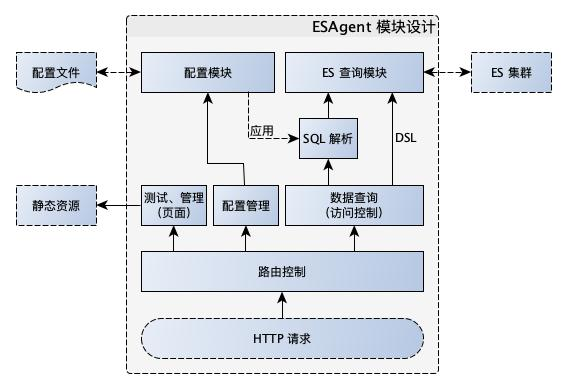 ESAgent 模块设计
配置文件
配置模块
ES 查询模块
ES 集群
应用
SQL 解析
DSL
静态资源
测试、管理
（页面）
配置管理
数据查询
（访问控制）
路由控制
HTTP 请求